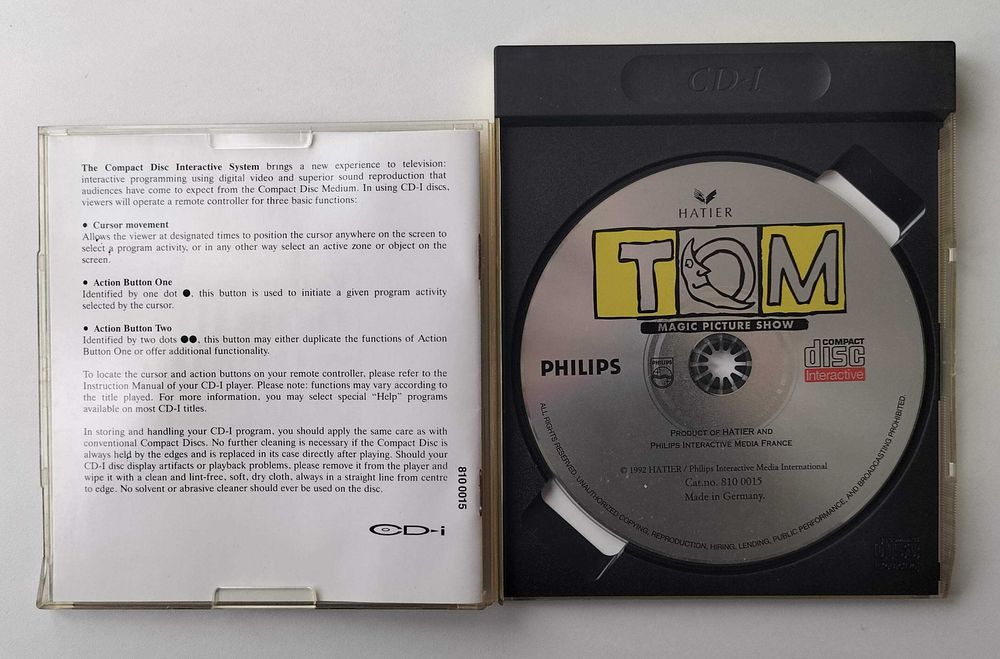 The Compact Disc Interactive System brings a new experience to television:
interactive programming using digital video and superior sound reproduction that
audiences have come to expect from the Compact Disc Medium. In using CD-I discs,
viewers will operate a remote controller for three basic functions:
• Cursor movement
Allows the viewer at designated times to position the cursor anywhere on the screen to
select a program activity, or in any other way select an active zone or object on the
screen.
• Action Button One
Identified by one dot ●, this button is used to initiate a given program activity
selected by the cursor.
• Action Button Two
Identified by two dots ●●, this button may either duplicate the functions of Action
Button One or offer additional functionality.
To locate the cursor and action buttons on your remote controller, please refer to the
Instruction Manual of your CD-I player. Please note: functions may vary according to
the title played. For more information, you may select special "Help" programs
available on most CD-I titles.
In storing and handling your CD-I program, you should apply the same care as with
conventional Compact Discs. No further cleaning is necessary if the Compact Disc is
always held by the edges and is replaced in its case directly after playing. Should your
CD-I disc display artifacts or playback problems, please remove it from the player and
wipe it with a clean and lint-free, soft, dry cloth, always in a straight line from centre
to edge. No solvent or abrasive cleaner should ever be used on the disc.
810 0015
CD-i
CD-I
HATIER
TOM
MAGIC PICTURE SHOW
PHILIPS
PHILIPS
COMPACT
disc
Interactive
PRODUCT OF HATIER AND
PHILIPS INTERACTIVE MEDIA FRANCE
© 1992 HATIER / Philips Interactive Media International
Cat.no. 810 0015
Made in Germany.
ALL RIGHTS RESERVED. UNAUTHORIZED COPYING, REPRODUCTION, HIRING, LENDING, PUBLIC PERFORMANCE, AND BROADCASTING PROHIBITED.